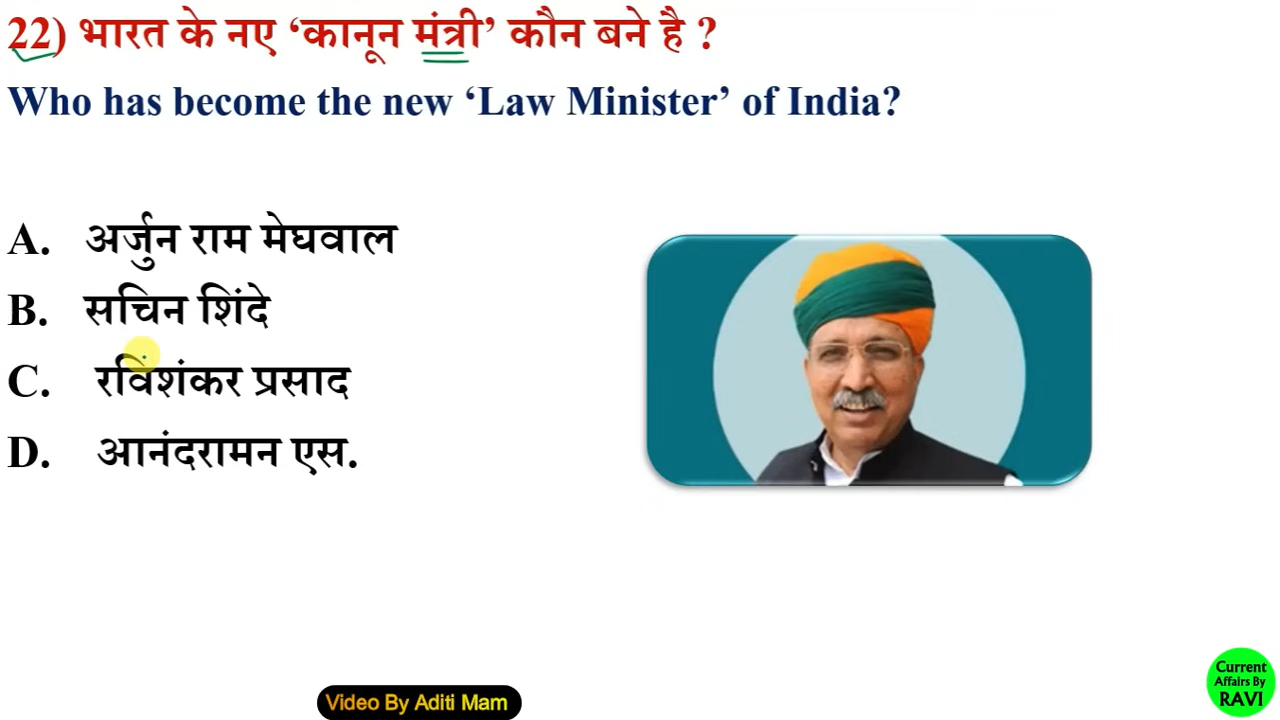 22) भारत के नए ‘कानून मंत्री’ कौन बने है ?
Who has become the new ‘Law Minister’ of India?
A. अर्जुन राम मेघवाल
B. सचिन शिंदे
C. रविशंकर प्रसाद
D. आनंदरामन एस.
Video By Aditi Mam
Current
Affairs By
RAVI